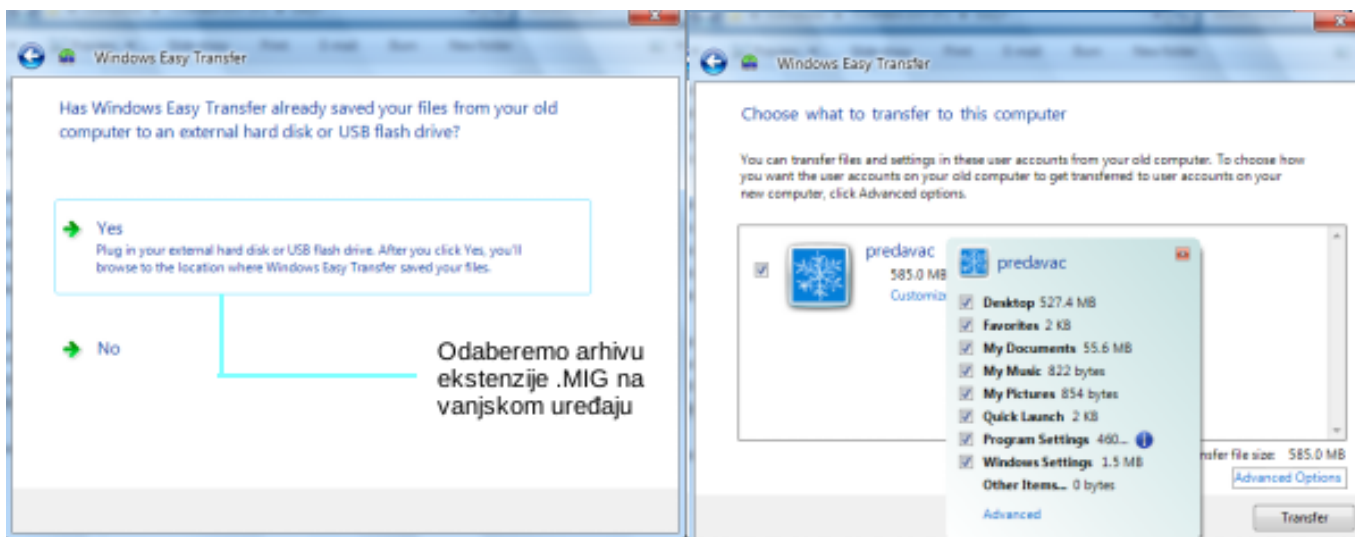 Windows Easy Transfer
Has Windows Easy Transfer already saved your files from your old
computer to an external hard disk or USB flash drive?
Yes
Plug in your external hard disk or USB flash drive. After you click Yes, you'll
browse to the location where Windows Easy Transfer saved your files.
No
Odaberemo arhivu
ekstenzije .MIG na
vanjskom uređaju
Windows Easy Transfer
Choose what to transfer to this computer
You can transfer files and settings in these user accounts from your old computer. To choose how
you want the user accounts on your old computer to get transferred to user accounts on your
new computer, click Advanced options.
predavac
585.0 MB
Customiz
predavac
Desktop 527.4 MB
Favorites 2 KB
My Documents 55.6 MB
My Music 822 bytes
My Pictures 854 bytes
Quick Launch 2 KB
Program Settings 460...
Windows Settings 1.5 MB
Other Items... 0 bytes
Advanced
nsfer file size: 585.0 MB
Advanced Options
Transfer